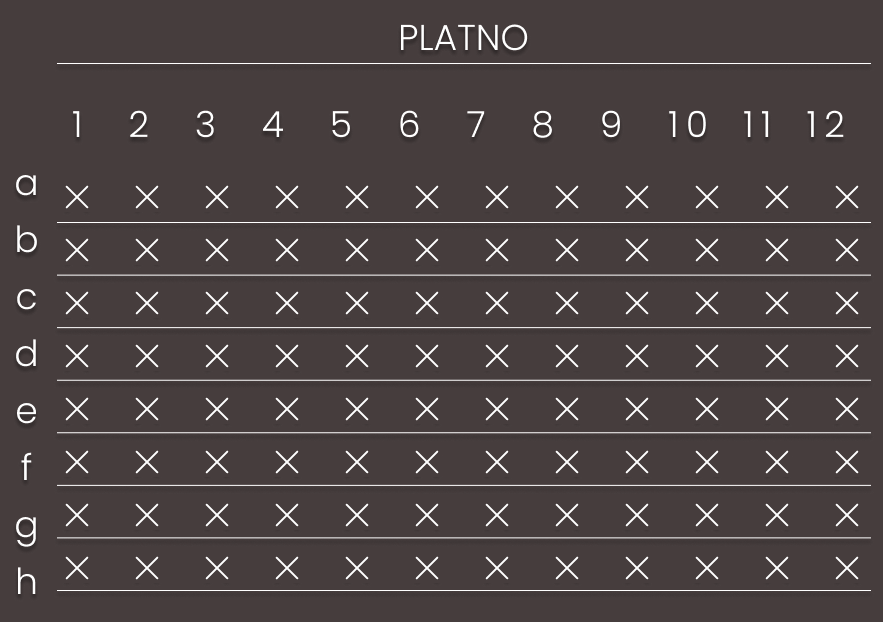 PLATNO
1 2 3 4 5 6 7 8 9 10 11 12
a × × × × × × × × × × × ×
b × × × × × × × × × × × ×
c × × × × × × × × × × × ×
d × × × × × × × × × × × ×
e × × × × × × × × × × × ×
f × × × × × × × × × × × ×
g × × × × × × × × × × × ×
h × × × × × × × × × × × ×